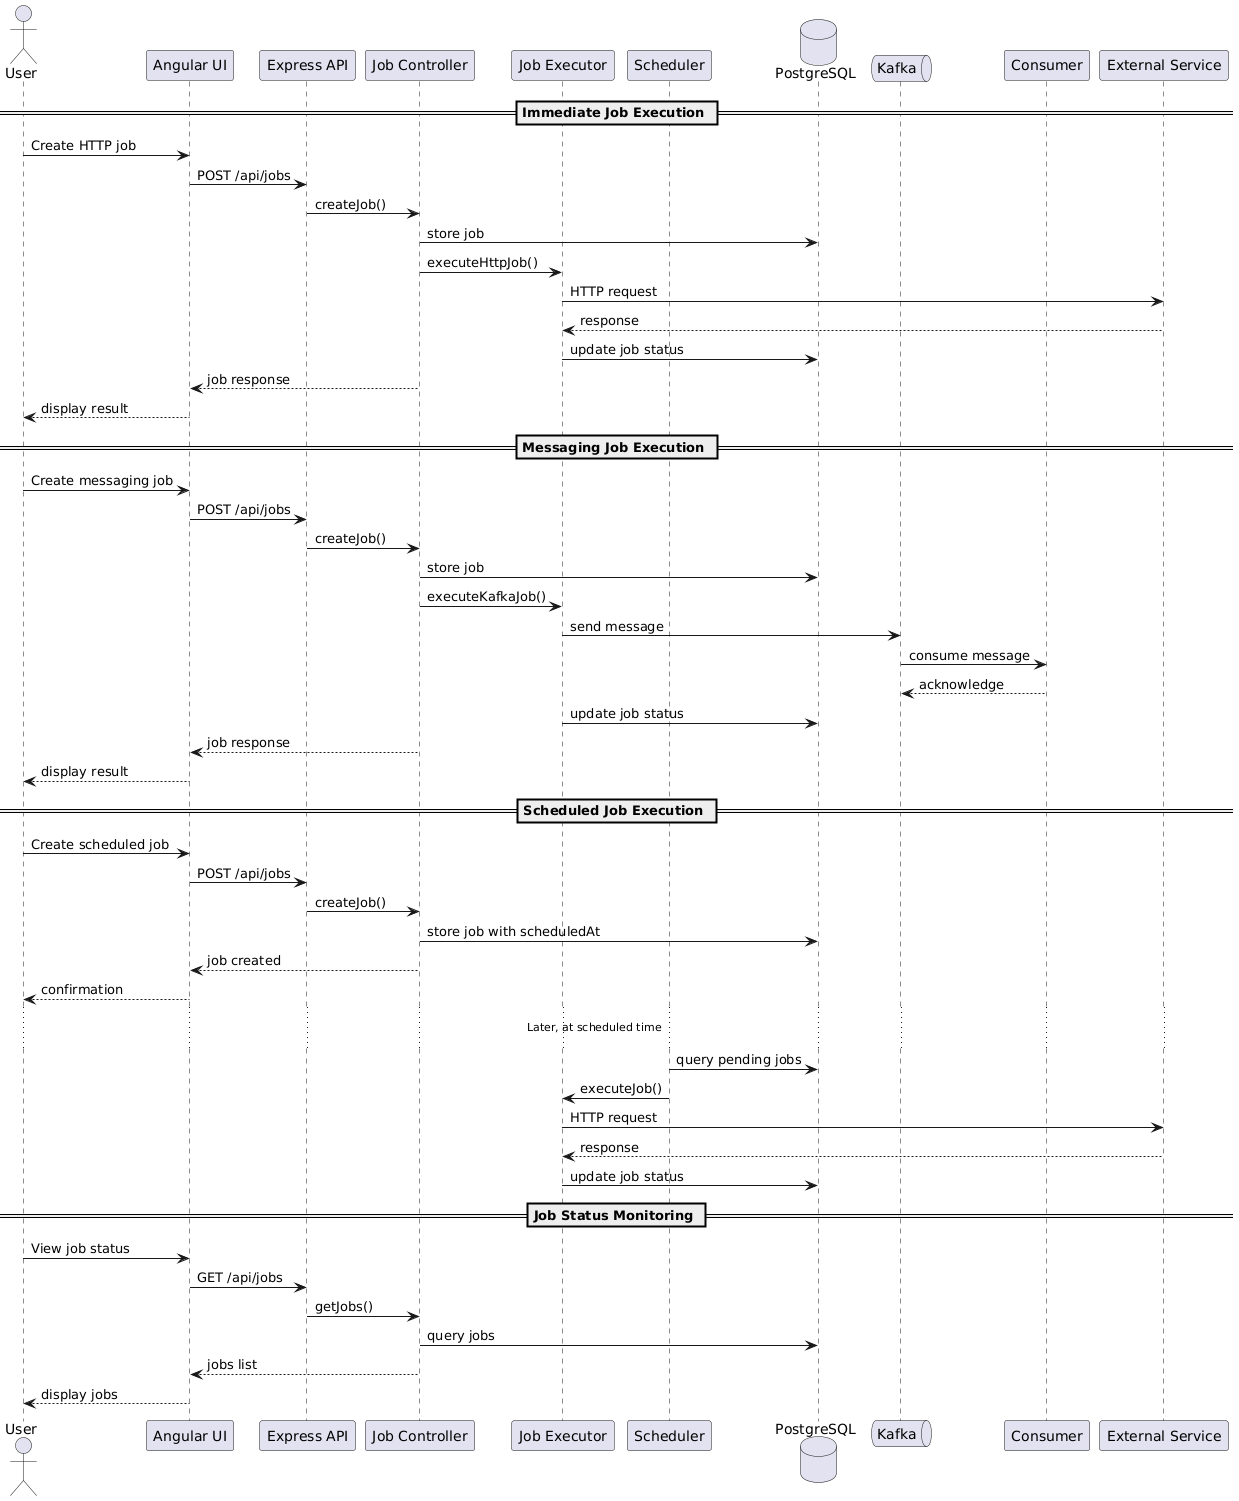 User
Angular UI
Express API
Job Controller
Job Executor
Scheduler
PostgreSQL
Kafka
Consumer
External Service
Immediate Job Execution
Create HTTP job
POST /api/jobs
createJob()
store job
executeHttpJob()
HTTP request
response
update job status
job response
display result
Messaging Job Execution
Create messaging job
POST /api/jobs
createJob()
store job
executeKafkaJob()
send message
consume message
acknowledge
update job status
job response
display result
Scheduled Job Execution
Create scheduled job
POST /api/jobs
createJob()
store job with scheduledAt
job created
confirmation
Later, at scheduled time
query pending jobs
executeJob()
HTTP request
response
update job status
Job Status Monitoring
View job status
GET /api/jobs
getJobs()
query jobs
jobs list
display jobs
User
Angular UI
Express API
Job Controller
Job Executor
Scheduler
PostgreSQL
Kafka
Consumer
External Service